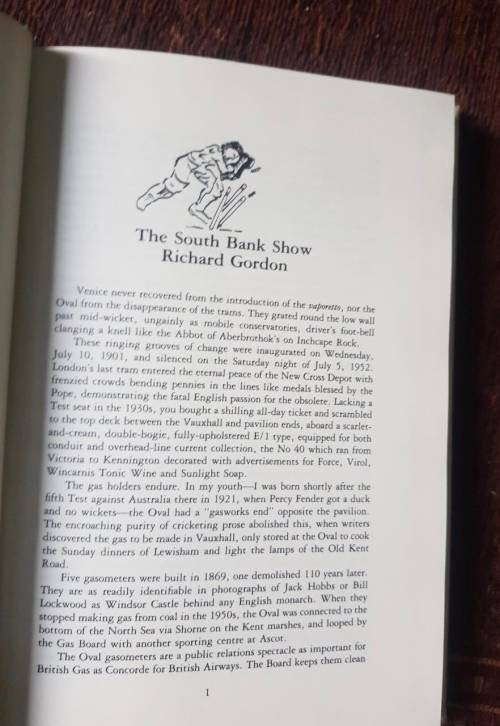 The South Bank Show
Richard Gordon
Venice never recovered from the introduction of the vaporetto, nor the
Oval from the disappearance of the trams. They grated round the low wall
past mid-wicket, ungainly as mobile conservatories, driver's foot-bell
clanging a knell like the Abbot of Aberbrothok's on Inchcape Rock.
These ringing grooves of change were inaugurated on Wednesday,
July 10, 1901, and silenced on the Saturday night of July 5, 1952.
London's last tram entered the eternal peace of the New Cross Depot with
frenzied crowds bending pennies in the lines like medals blessed by the
Pope, demonstrating the fatal English passion for the obsolete. Lacking a
Test seat in the 1930s, you bought a shilling all-day ticket and scrambled
to the top deck between the Vauxhall and pavilion ends, aboard a scarlet-
and-cream, double-bogie, fully-upholstered E/1 type, equipped for both
conduit and overhead-line current collection, the No 40 which ran from
Victoria to Kennington decorated with advertisements for Force, Virol,
Wincarnis Tonic Wine and Sunlight Soap.
The gas holders endure. In my youth—I was born shortly after the
fifth Test against Australia there in 1921, when Percy Fender got a duck
and no wickets—the Oval had a "gasworks end" opposite the pavilion.
The encroaching purity of cricketing prose abolished this, when writers
discovered the gas to be made in Vauxhall, only stored at the Oval to cook
the Sunday dinners of Lewisham and light the lamps of the Old Kent
Road.
Five gasometers were built in 1869, one demolished 110 years later.
They are as readily identifiable in photographs of Jack Hobbs or Bill
Lockwood as Windsor Castle behind any English monarch. When they
stopped making gas from coal in the 1950s, the Oval was connected to the
bottom of the North Sea via Shorne on the Kent marshes, and looped by
the Gas Board with another sporting centre at Ascot.
The Oval gasometers are a public relations spectacle as important for
British Gas as Concorde for British Airways. The Board keeps them clean
1